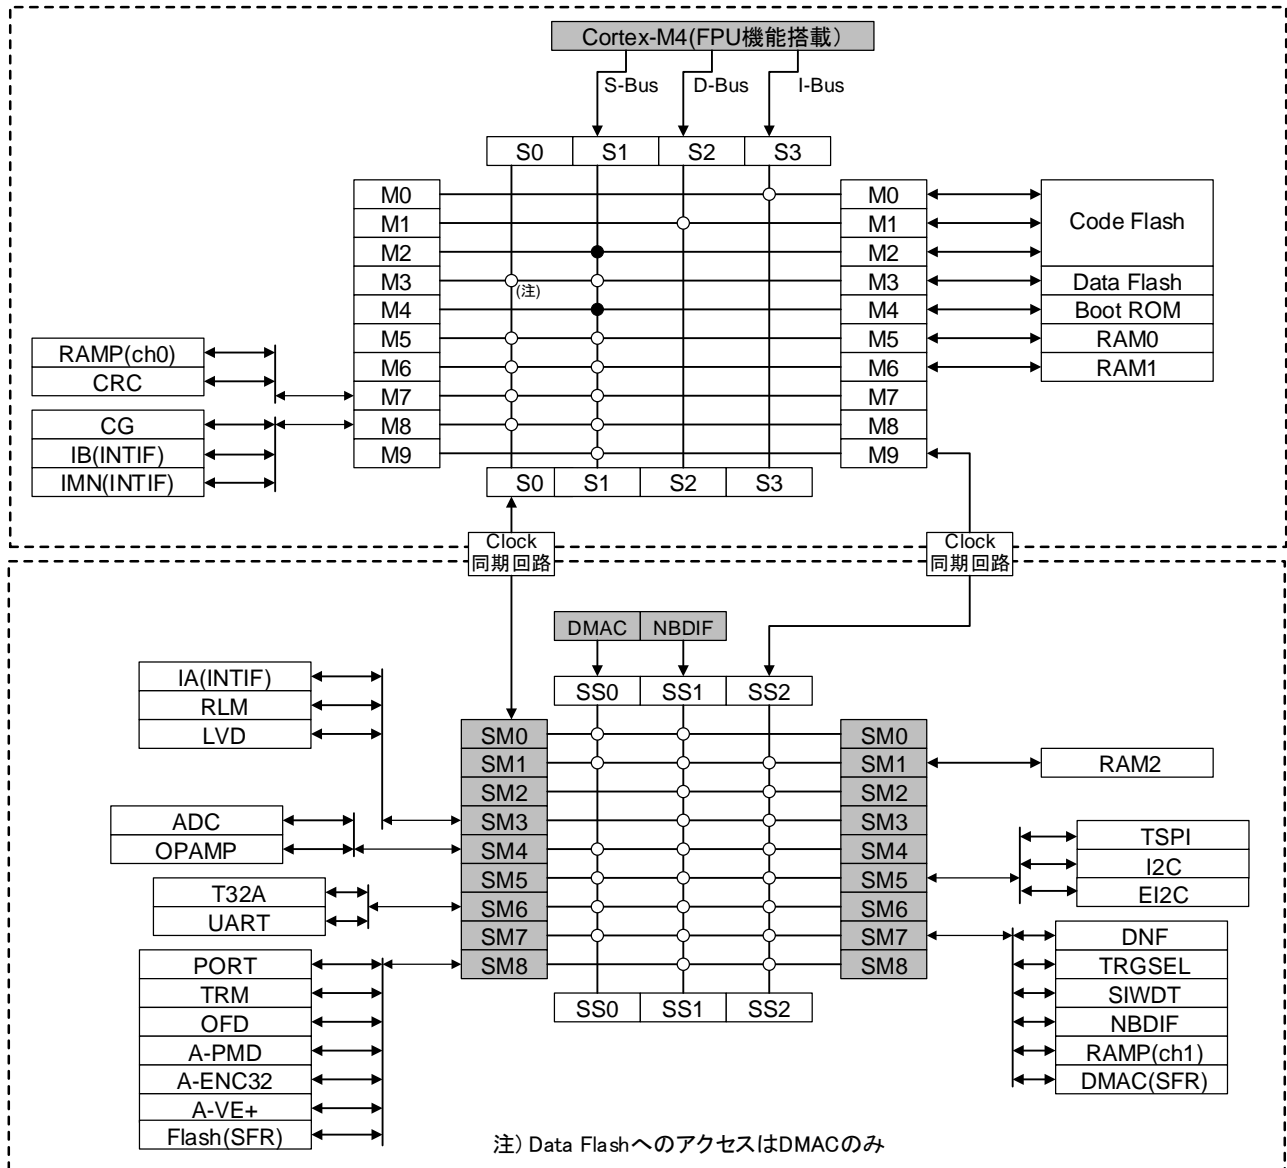 Cortex-M4(FPU機能搭載)
S-Bus D-Bus I-Bus
S0 S1 S2 S3
M0 M0
M1 M1 Code Flash
M2 M2
M3 (注) M3 Data Flash
M4 M4 Boot ROM
RAMP(ch0) M5 M5 RAM0
CRC M6 M6 RAM1
M7 M7
CG M8 M8
IB(INTIF) M9 M9
IMN(INTIF) S0 S1 S2 S3
Clock Clock
同期回路 同期回路
DMAC NBDIF
IA(INTIF) SS0 SS1 SS2
RLM
LVD SM0 SM0
SM1 SM1 RAM2
SM2 SM2
ADC SM3 SM3 TSPI
OPAMP SM4 SM4 I2C
T32A SM5 SM5 EI2C
UART SM6 SM6
SM7 SM7 DNF
PORT SM8 SM8 TRGSEL
TRM SS0 SS1 SS2 SIWDT
OFD NBDIF
A-PMD RAMP(ch1)
A-ENC32 DMAC(SFR)
A-VE+
Flash(SFR)
注) Data FlashへのアクセスはDMACのみ